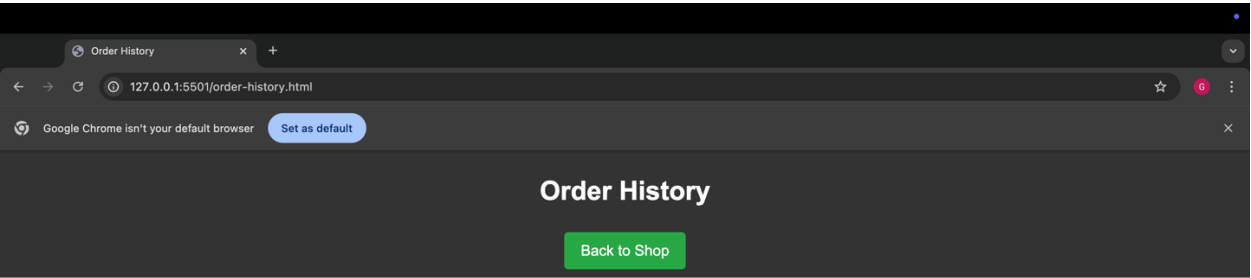 Order History
127.0.0.1:5501/order-history.html
G
Google Chrome isn't your default browser Set as default
Order History
Back to Shop